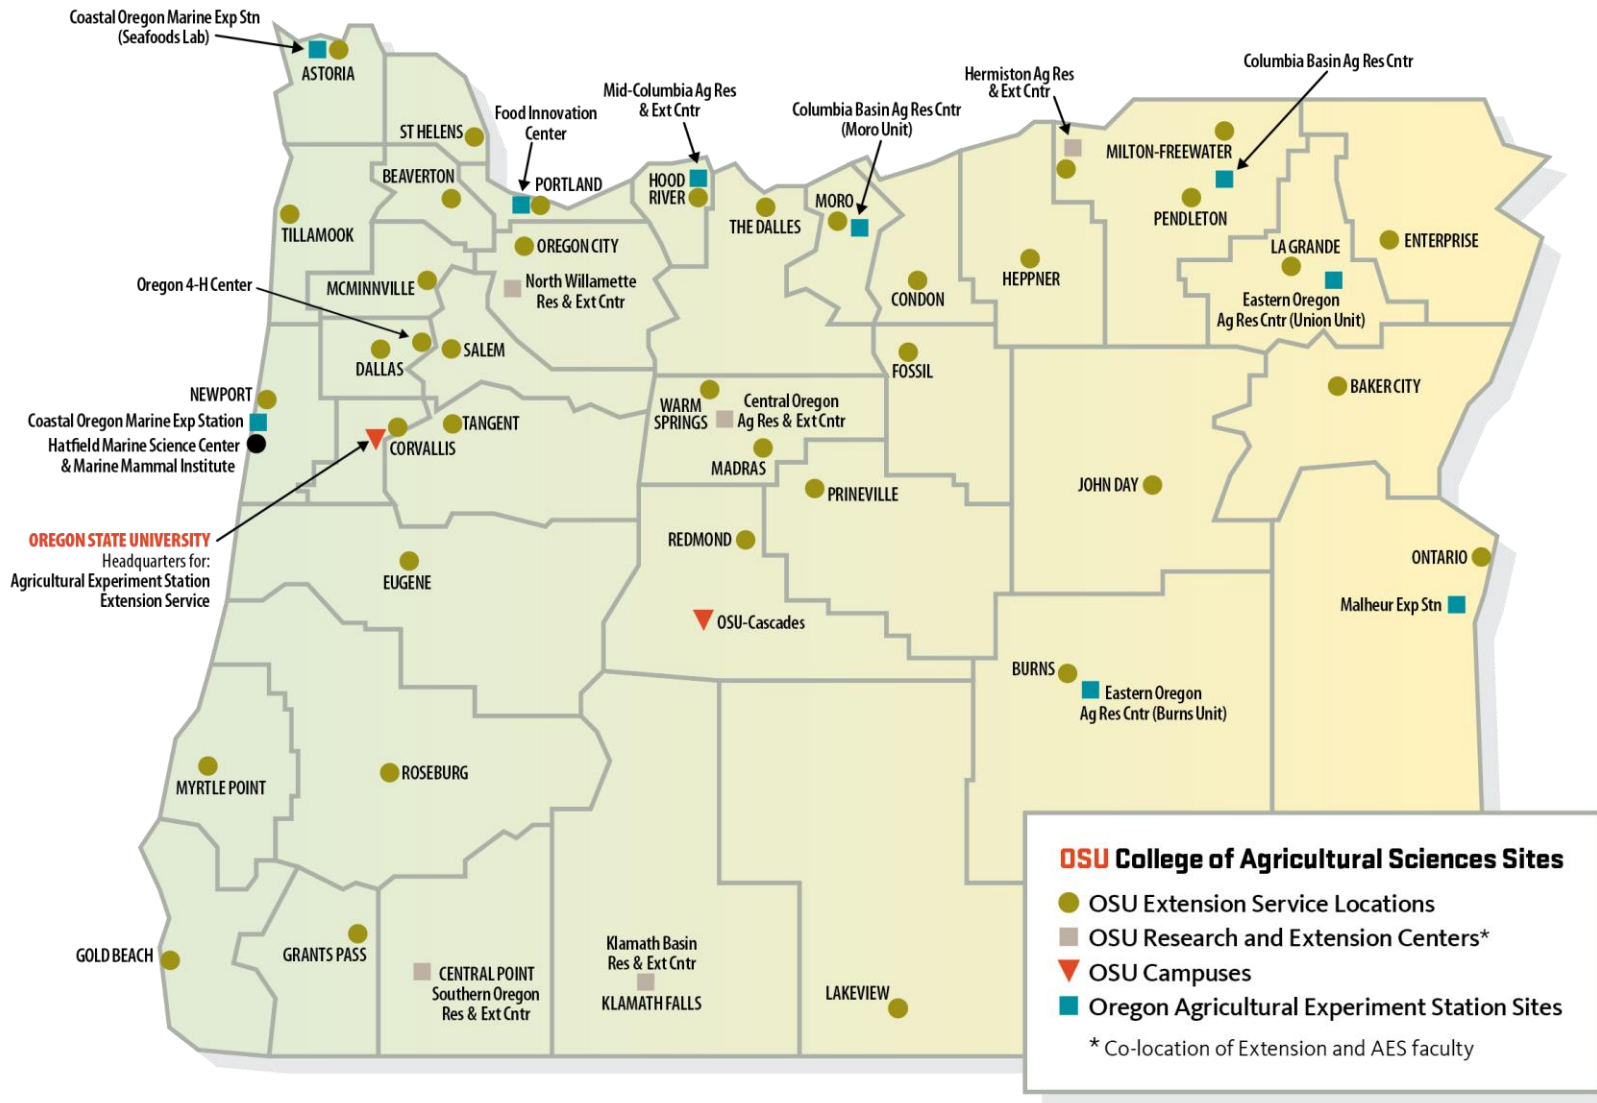 Coastal Oregon Marine Exp Stn
(Seafoods Lab)
ASTORIA
ST HELENS
Food Innovation
Center
Mid-Columbia Ag Res
& Ext Cntr
Columbia Basin Ag Res Cntr
(Moro Unit)
Hermiston Ag Res
& Ext Cntr
Columbia Basin Ag Res Cntr
MILTON-FREEWATER
BEAVERTON
PORTLAND
HOOD
RIVER
TILLAMOOK
THE DALLES
MORO
PENDLETON
OREGON CITY
LA GRANDE
ENTERPRISE
Oregon 4-H Center
MCMINNVILLE
North Willamette
Res & Ext Cntr
CONDON
HEPPNER
Eastern Oregon
Ag Res Cntr (Union Unit)
DALLAS
SALEM
FOSSIL
BAKER CITY
NEWPORT
Coastal Oregon Marine Exp Station
Hatfield Marine Science Center
& Marine Mammal Institute
TANGENT
CORVALLIS
WARM
SPRINGS
Central Oregon
Ag Res & Ext Cntr
MADRAS
PRINEVILLE
JOHN DAY
OREGON STATE UNIVERSITY
Headquarters for:
Agricultural Experiment Station
Extension Service
EUGENE
REDMOND
ONTARIO
Malheur Exp Stn
OSU-Cascades
BURNS
Eastern Oregon
Ag Res Cntr (Burns Unit)
MYRTLE POINT
ROSEBURG
GOLD BEACH
GRANTS PASS
CENTRAL POINT
Southern Oregon
Res & Ext Cntr
Klamath Basin
Res & Ext Cntr
KLAMATH FALLS
LAKEVIEW
OSU College of Agricultural Sciences Sites
OSU Extension Service Locations
OSU Research and Extension Centers*
OSU Campuses
Oregon Agricultural Experiment Station Sites
* Co-location of Extension and AES faculty